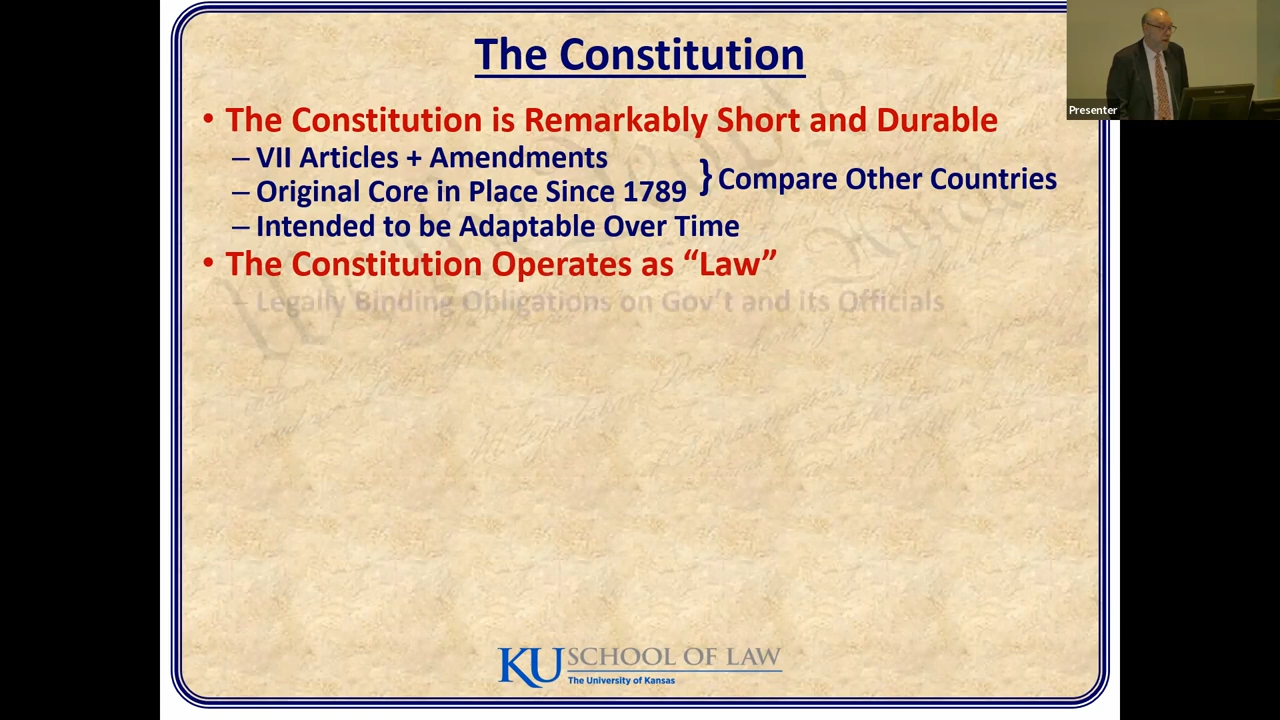 The Constitution
• The Constitution is Remarkably Short and Durable
– VII Articles + Amendments
– Original Core in Place Since 1789
} Compare Other Countries
– Intended to be Adaptable Over Time
• The Constitution Operates as “Law”
– Legally Binding Obligations on Gov’t and its Officials
Presenter
KU SCHOOL OF LAW
The University of Kansas